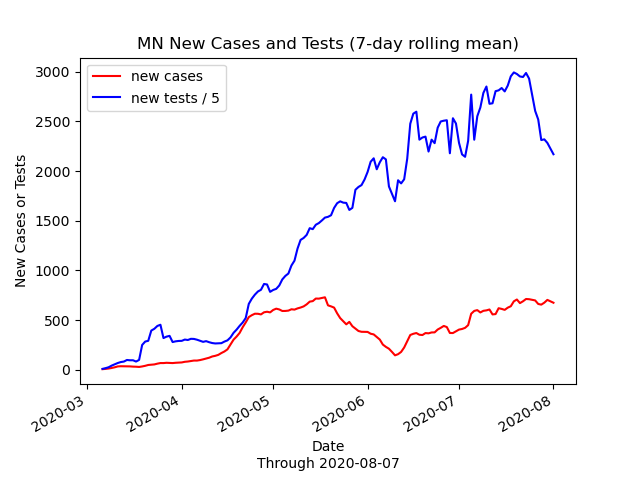 MN New Cases and Tests (7-day rolling mean)
new cases
new tests / 5
New Cases or Tests
3000
2500
2000
1500
1000
500
0
2020-03
2020-04
2020-05
2020-06
2020-07
2020-08
Date
Through 2020-08-07